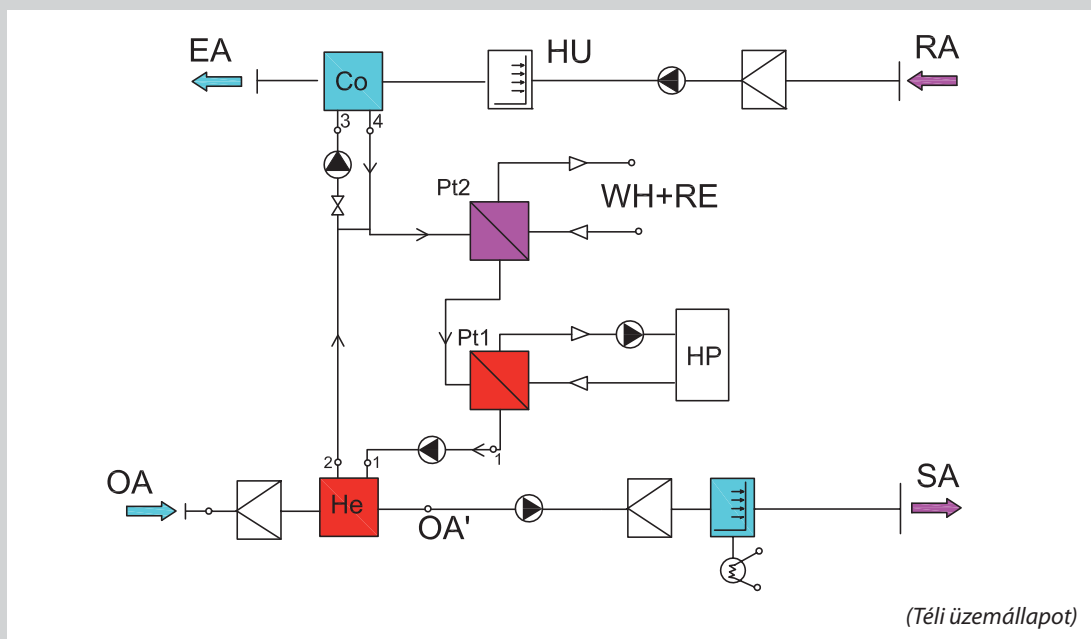 EA
HU
RA
Co
3
4
Pt2
WH+RE
Pt1
HP
2
1
1
OA
He
OA'
SA
(Téli üzemállapot)